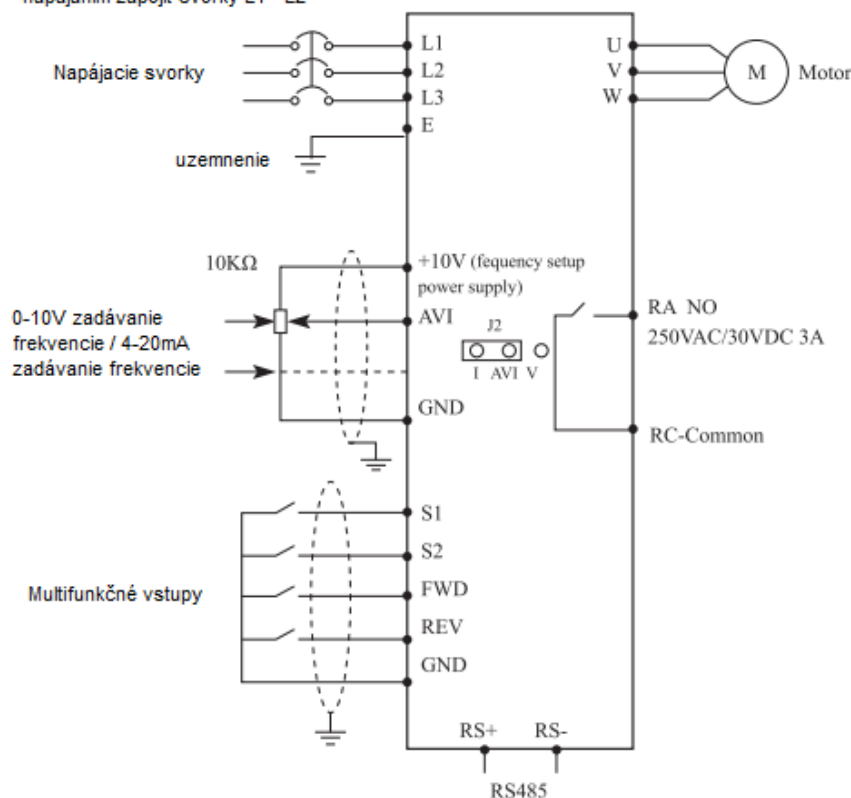 napájaním zapojiť Svorky L1 - L2
L1
L2
L3
E
Napájacie svorky
uzemnenie
U
V
W
M
Motor
10KΩ
+10V (fequency setup
power supply)
AVI
GND
0-10V zadávanie
frekvencie / 4-20mA
zadávanie frekvencie
J2
I AVI V
RA NO
250VAC/30VDC 3A
RC-Common
S1
S2
FWD
REV
GND
Multifunkčné vstupy
RS+ RS-
RS485